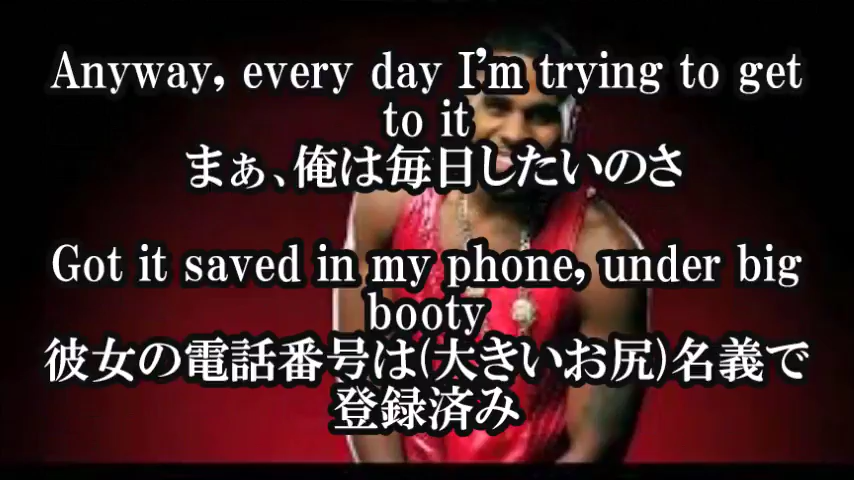 Anyway, every day I'm trying to get
to it
まぁ、俺は毎日したいのさ
Got it saved in my phone, under big
booty
彼女の電話番号は(大きいお尻)名義で
登録済み